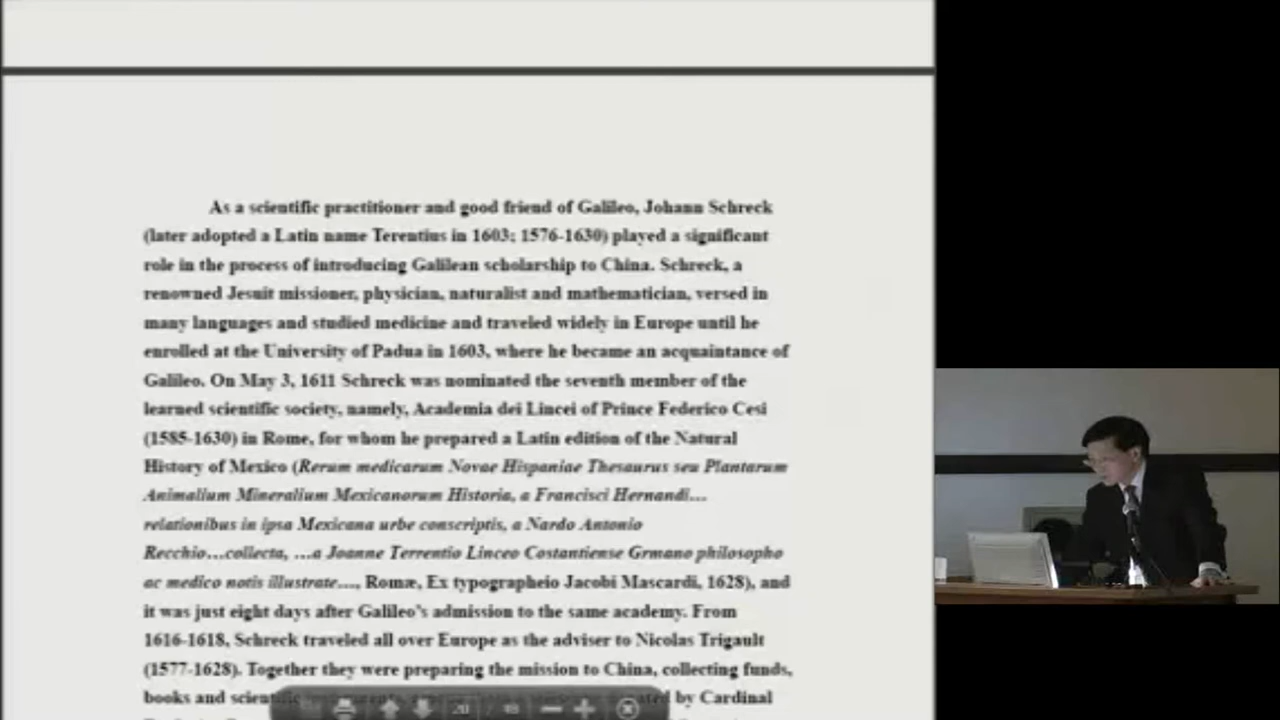 As a scientific practitioner and good friend of Galileo, Johann Schreck
(later adopted a Latin name Terentius in 1603; 1576-1630) played a significant
role in the process of introducing Galilean scholarship to China. Schreck, a
renowned Jesuit missioner, physician, naturalist and mathematician, versed in
many languages and studied medicine and traveled widely in Europe until he
enrolled at the University of Padua in 1603, where he became an acquaintance of
Galileo. On May 3, 1611 Schreck was nominated the seventh member of the
learned scientific society, namely, Academia dei Lincei of Prince Federico Cesi
(1585-1630) in Rome, for whom he prepared a Latin edition of the Natural
History of Mexico (Rerum medicarum Novae Hispaniae Thesaurus seu Plantarum
Animalium Mineralium Mexicanorum Historia, a Francisci Hernandi...
relationibus in ipsa Mexicana urbe conscriptis, a Nardo Antonio
Recchio...collecta, ...a Joanne Terrentio Linceo Costantiense Grmano philosopho
ac medico notis illustrate..., Romæ, Ex typographeio Jacobi Mascardi, 1628), and
it was just eight days after Galileo's admission to the same academy. From
1616-1618, Schreck traveled all over Europe as the adviser to Nicolas Trigault
(1577-1628). Together they were preparing the mission to China, collecting funds,
books and by Cardinal